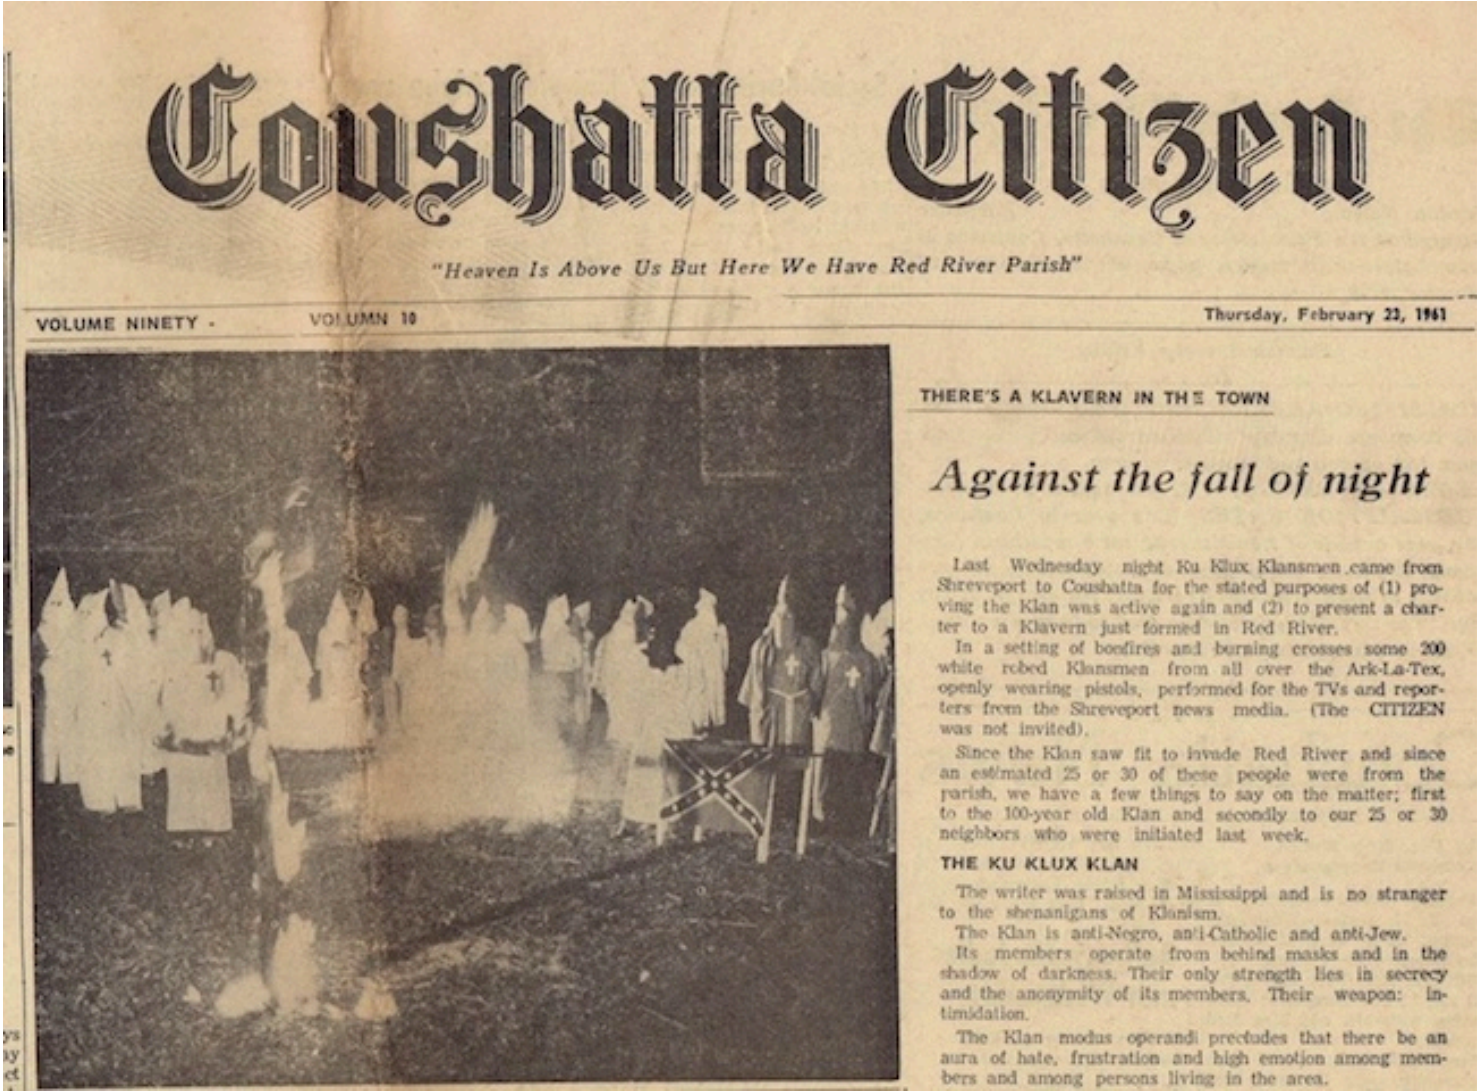 Coushatta Citizen
"Heaven Is Above Us But Here We Have Red River Parish"
VOLUME NINETY - VOLUMN 10 Thursday, February 23, 1961
THERE'S A KLAVERN IN THE TOWN
Against the fall of night
Last Wednesday night Ku Klux Klansmen came from
Shreveport to Coushatta for the stated purposes of (1) pro-
ving the Klan was active again and (2) to present a char-
ter to a Klavern just formed in Red River.
In a setting of bonfires and burning crosses some 200
white robed Klansmen from all over the Ark-La-Tex,
openly wearing pistols, performed for the TVs and repor-
ters from the Shreveport news media. (The CITIZEN
was not invited).
Since the Klan saw fit to invade Red River and since
an estimated 25 or 30 of these people were from the
parish, we have a few things to say on the matter; first
to the 100-year old Klan and secondly to our 25 or 30
neighbors who were initiated last week.
THE KU KLUX KLAN
The writer was raised in Mississippi and is no stranger
to the shenanigans of Klanism.
The Klan is anti-Negro, anti-Catholic and anti-Jew.
Its members operate from behind masks and in the
shadow of darkness. Their only strength lies in secrecy
and the anonymity of its members. Their weapon: in-
timidation.
The Klan modus operandi precludes that there be an
aura of hate, frustration and high emotion among mem-
bers and among persons living in the area.
ys
ay
ct